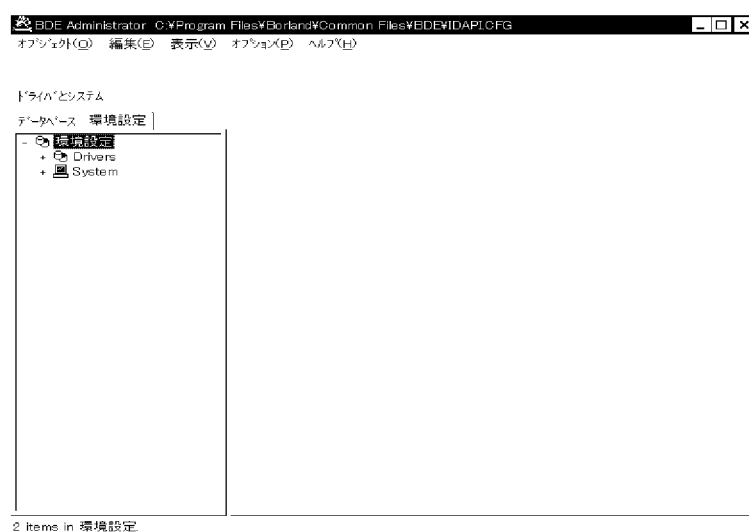 BDE Administrator C:¥Program Files¥Borland¥Common Files¥BDE¥IDAPI.CFG
ｵﾌﾞｼﾞｪｸﾄ(O) 編集(E) 表示(V) ｵﾌﾟｼｮﾝ(P) ﾍﾙﾌﾟ(H)
ﾄﾞﾗｲﾊﾞとｼｽﾃﾑ
ﾃﾞｰﾀﾍﾞｰｽ 環境設定
環境設定
Drivers
System
2 items in 環境設定.